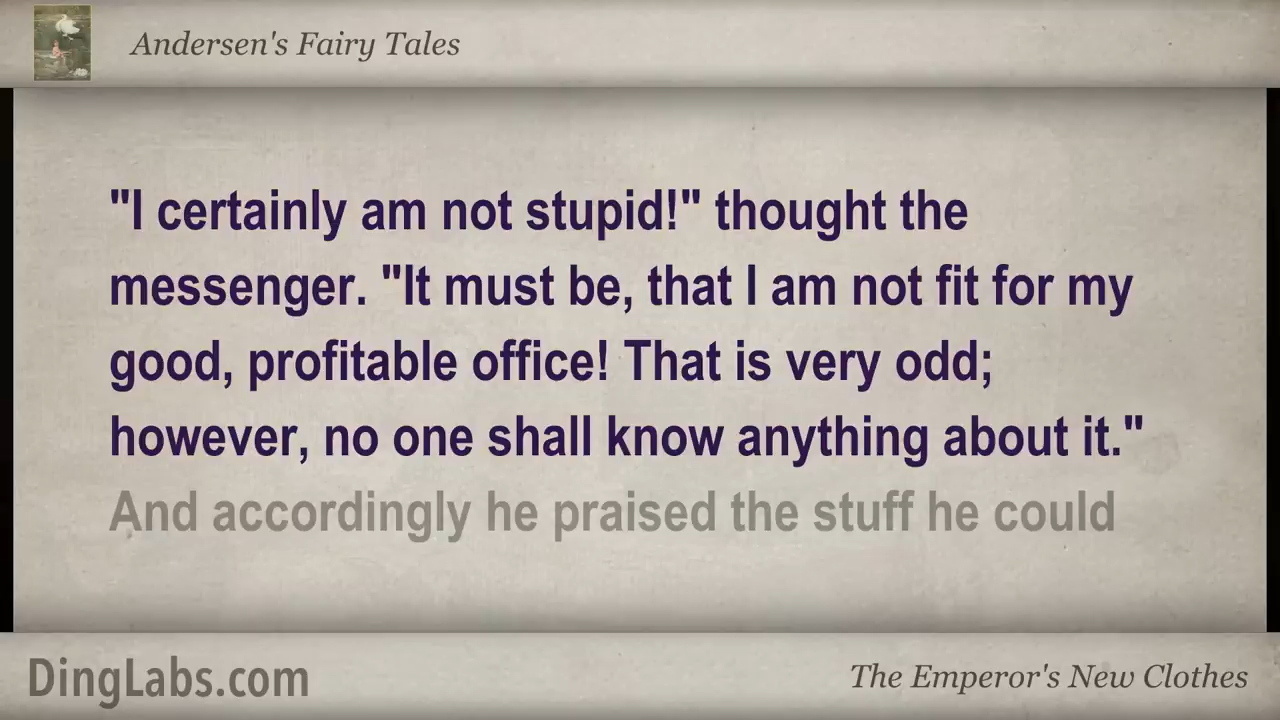 Andersen's Fairy Tales
"I certainly am not stupid!" thought the
messenger. "It must be, that I am not fit for my
good, profitable office! That is very odd;
however, no one shall know anything about it."
And accordingly he praised the stuff he could
DingLabs.com
The Emperor's New Clothes